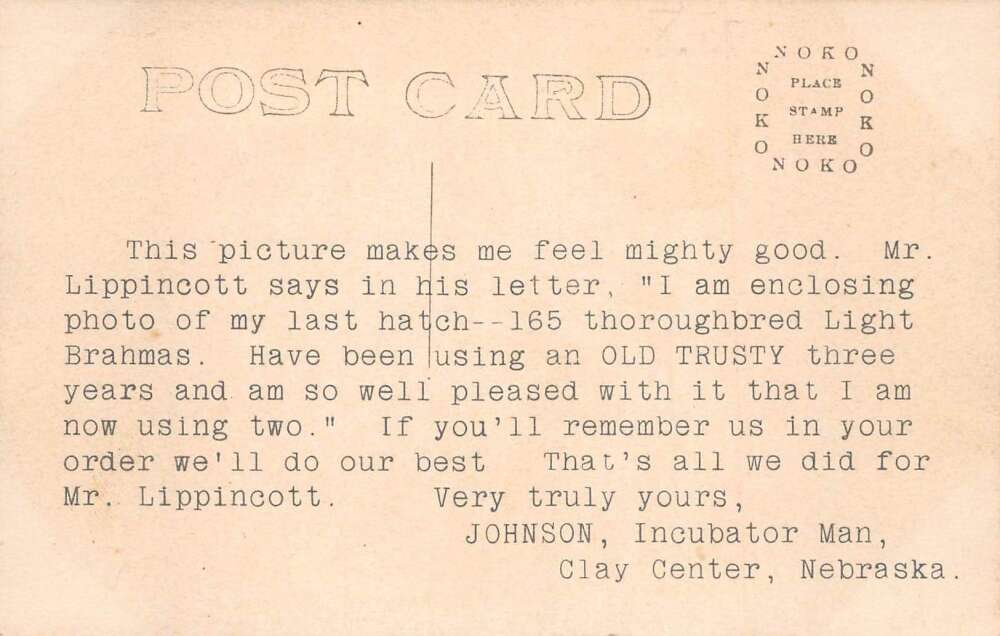 POST CARD
NOKO
NOKO
PLACE
STAMP
HERE
NOKO
NOKO
This picture makes me feel mighty good. Mr.
Lippincott says in his letter, "I am enclosing
photo of my last hatch--165 thoroughbred Light
Brahmas. Have been using an OLD TRUSTY three
years and am so well pleased with it that I am
now using two." If you'll remember us in your
order we'll do our best That's all we did for
Mr. Lippincott. Very truly yours,
JOHNSON, Incubator Man,
Clay Center, Nebraska.